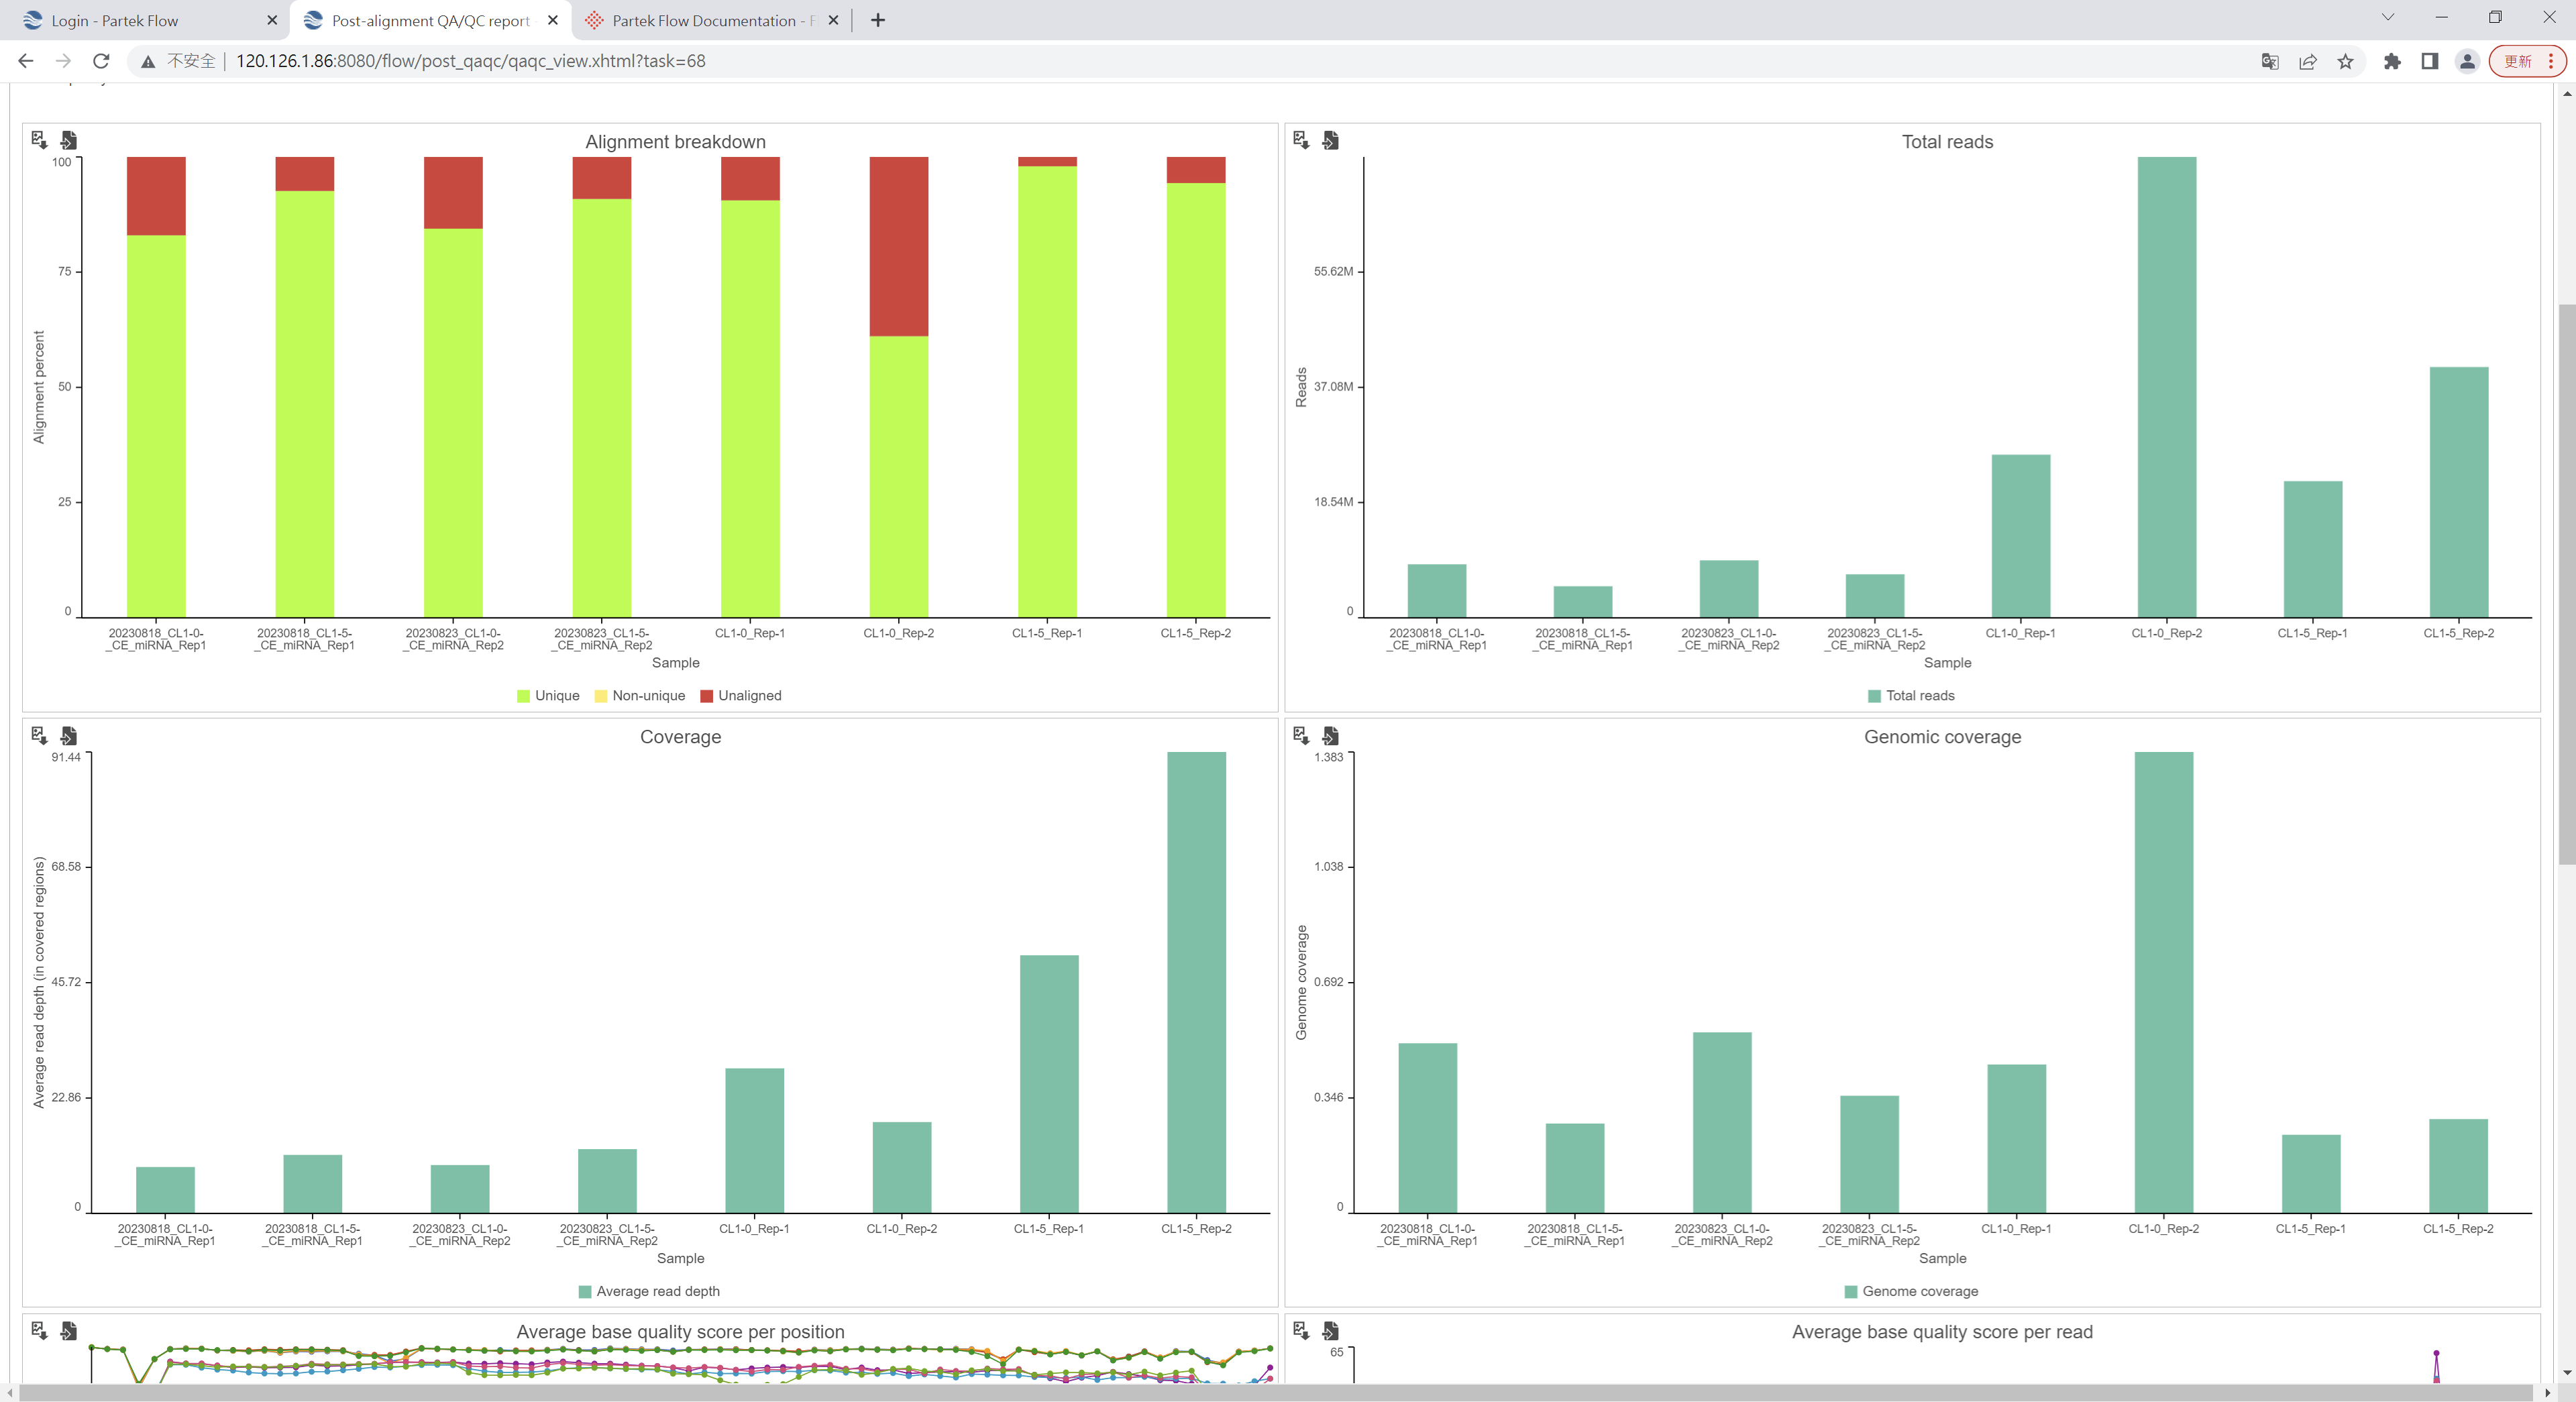 Login - Partek Flow
Post-alignment QA/QC report
Partek Flow Documentation -
不安全
120.126.1.86:8080/flow/post_qaqc/qaqc_view.xhtml?task=68
更新
Alignment breakdown
100
75
50
25
0
Alignment percent
20230818_CL1-0-
_CE_miRNA_Rep1
20230818_CL1-5-
_CE_miRNA_Rep1
20230823_CL1-0-
_CE_miRNA_Rep2
20230823_CL1-5-
_CE_miRNA_Rep2
CL1-0_Rep-1
CL1-0_Rep-2
CL1-5_Rep-1
CL1-5_Rep-2
Sample
Unique
Non-unique
Unaligned
Total reads
55.62M
37.08M
18.54M
0
Reads
20230818_CL1-0-
_CE_miRNA_Rep1
20230818_CL1-5-
_CE_miRNA_Rep1
20230823_CL1-0-
_CE_miRNA_Rep2
20230823_CL1-5-
_CE_miRNA_Rep2
CL1-0_Rep-1
CL1-0_Rep-2
CL1-5_Rep-1
CL1-5_Rep-2
Sample
Total reads
Coverage
91.44
68.58
45.72
22.86
0
Average read depth (in covered regions)
20230818_CL1-0-
_CE_miRNA_Rep1
20230818_CL1-5-
_CE_miRNA_Rep1
20230823_CL1-0-
_CE_miRNA_Rep2
20230823_CL1-5-
_CE_miRNA_Rep2
CL1-0_Rep-1
CL1-0_Rep-2
CL1-5_Rep-1
CL1-5_Rep-2
Sample
Average read depth
Genomic coverage
1.383
1.038
0.692
0.346
0
Genome coverage
20230818_CL1-0-
_CE_miRNA_Rep1
20230818_CL1-5-
_CE_miRNA_Rep1
20230823_CL1-0-
_CE_miRNA_Rep2
20230823_CL1-5-
_CE_miRNA_Rep2
CL1-0_Rep-1
CL1-0_Rep-2
CL1-5_Rep-1
CL1-5_Rep-2
Sample
Genome coverage
Average base quality score per position
Average base quality score per read
65